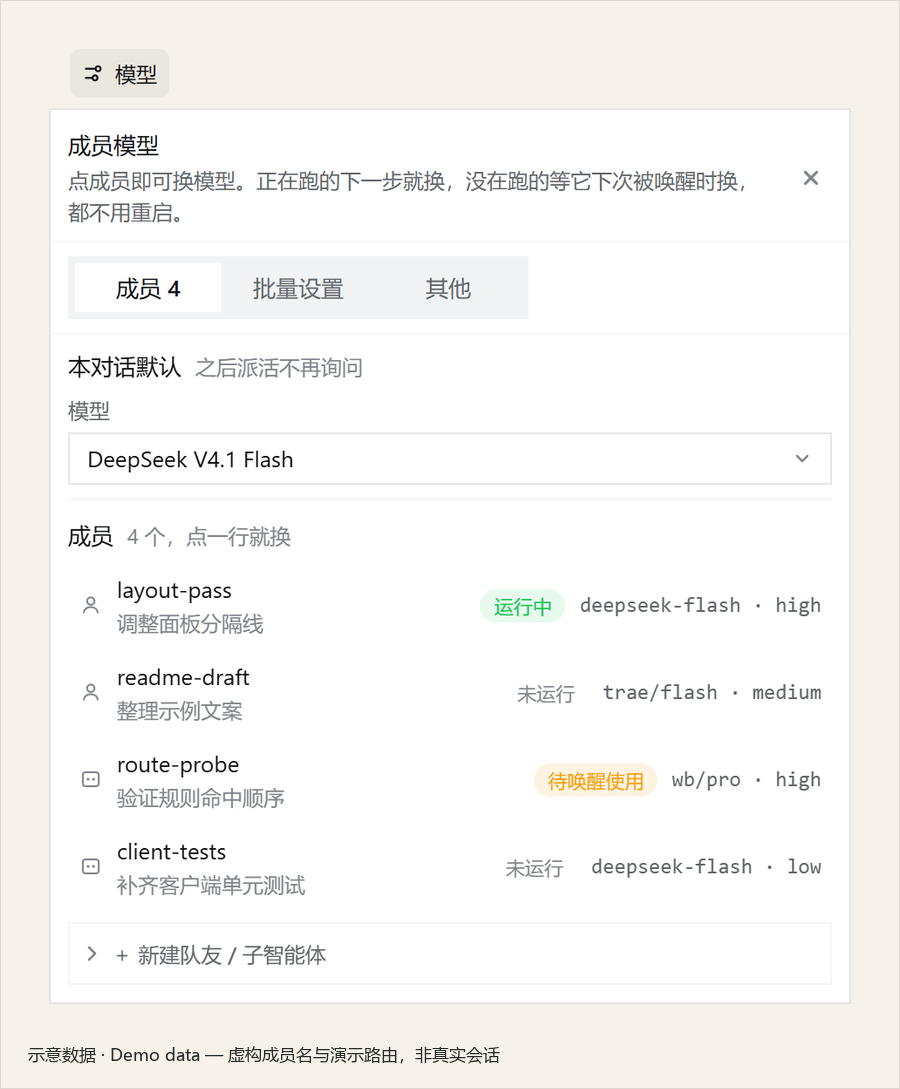 模型
成员模型
点成员即可换模型。正在跑的下一步就换，没在跑的等它下次被唤醒时换，
都不用重启。
成员 4 批量设置 其他
本对话默认 之后派活不再询问
模型
DeepSeek V4.1 Flash
成员 4 个，点一行就换
layout-pass
调整面板分隔线
运行中 deepseek-flash · high
readme-draft
整理示例文案
未运行 trae/flash · medium
route-probe
验证规则命中顺序
待唤醒使用 wb/pro · high
client-tests
补齐客户端单元测试
未运行 deepseek-flash · low
+ 新建队友 / 子智能体
示意数据 · Demo data — 虚构成员名与演示路由，非真实会话